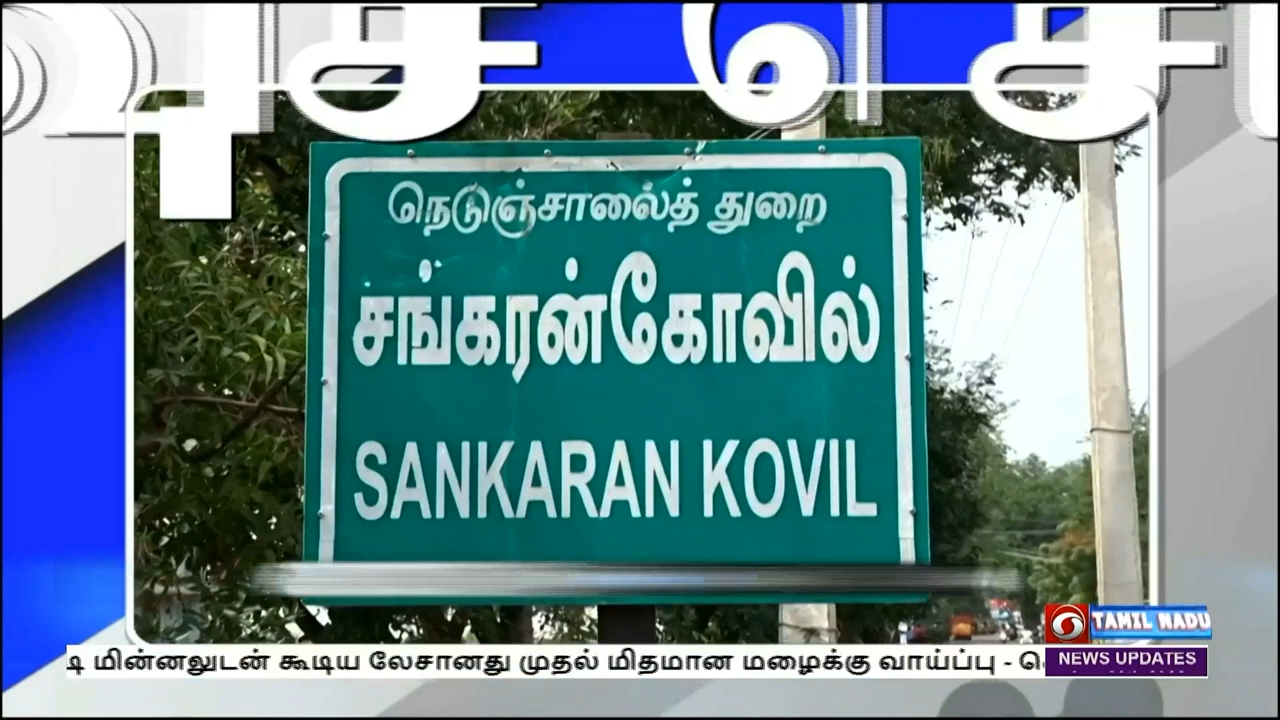 நெடுஞ்சாலைத் துறை
சங்கரன்கோவில்
SANKARAN KOVIL
TAMIL NADU
மின்னலுடன் கூடிய லேசானது முதல் மிதமான மழைக்கு வாய்ப்பு -
NEWS UPDATES